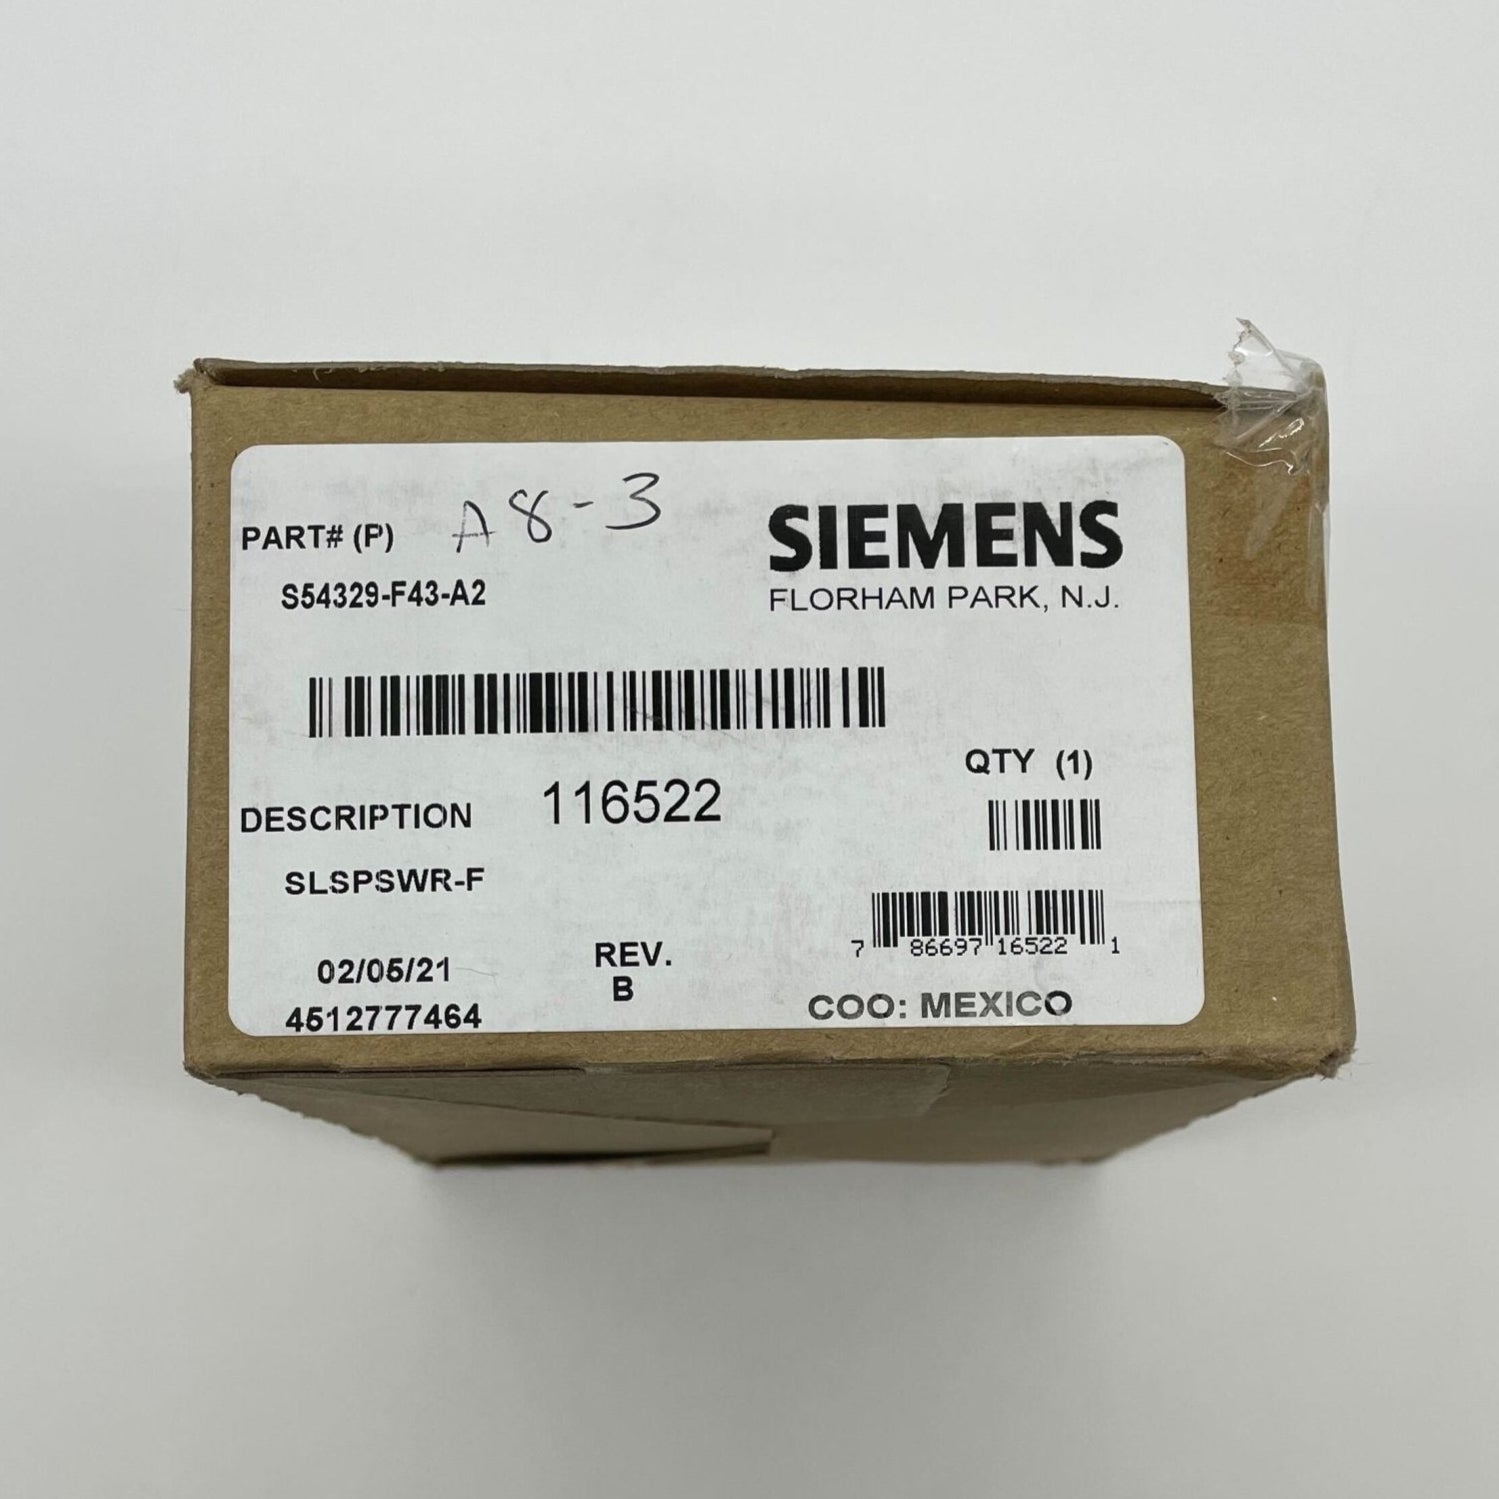 PART# (P) A8-3
S54329-F43-A2
SIEMENS
FLORHAM PARK, N.J.
DESCRIPTION 116522
SLSPSWR-F
QTY (1)
7 86697 16522 1
02/05/21
4512777464
REV.
B
COO: MEXICO